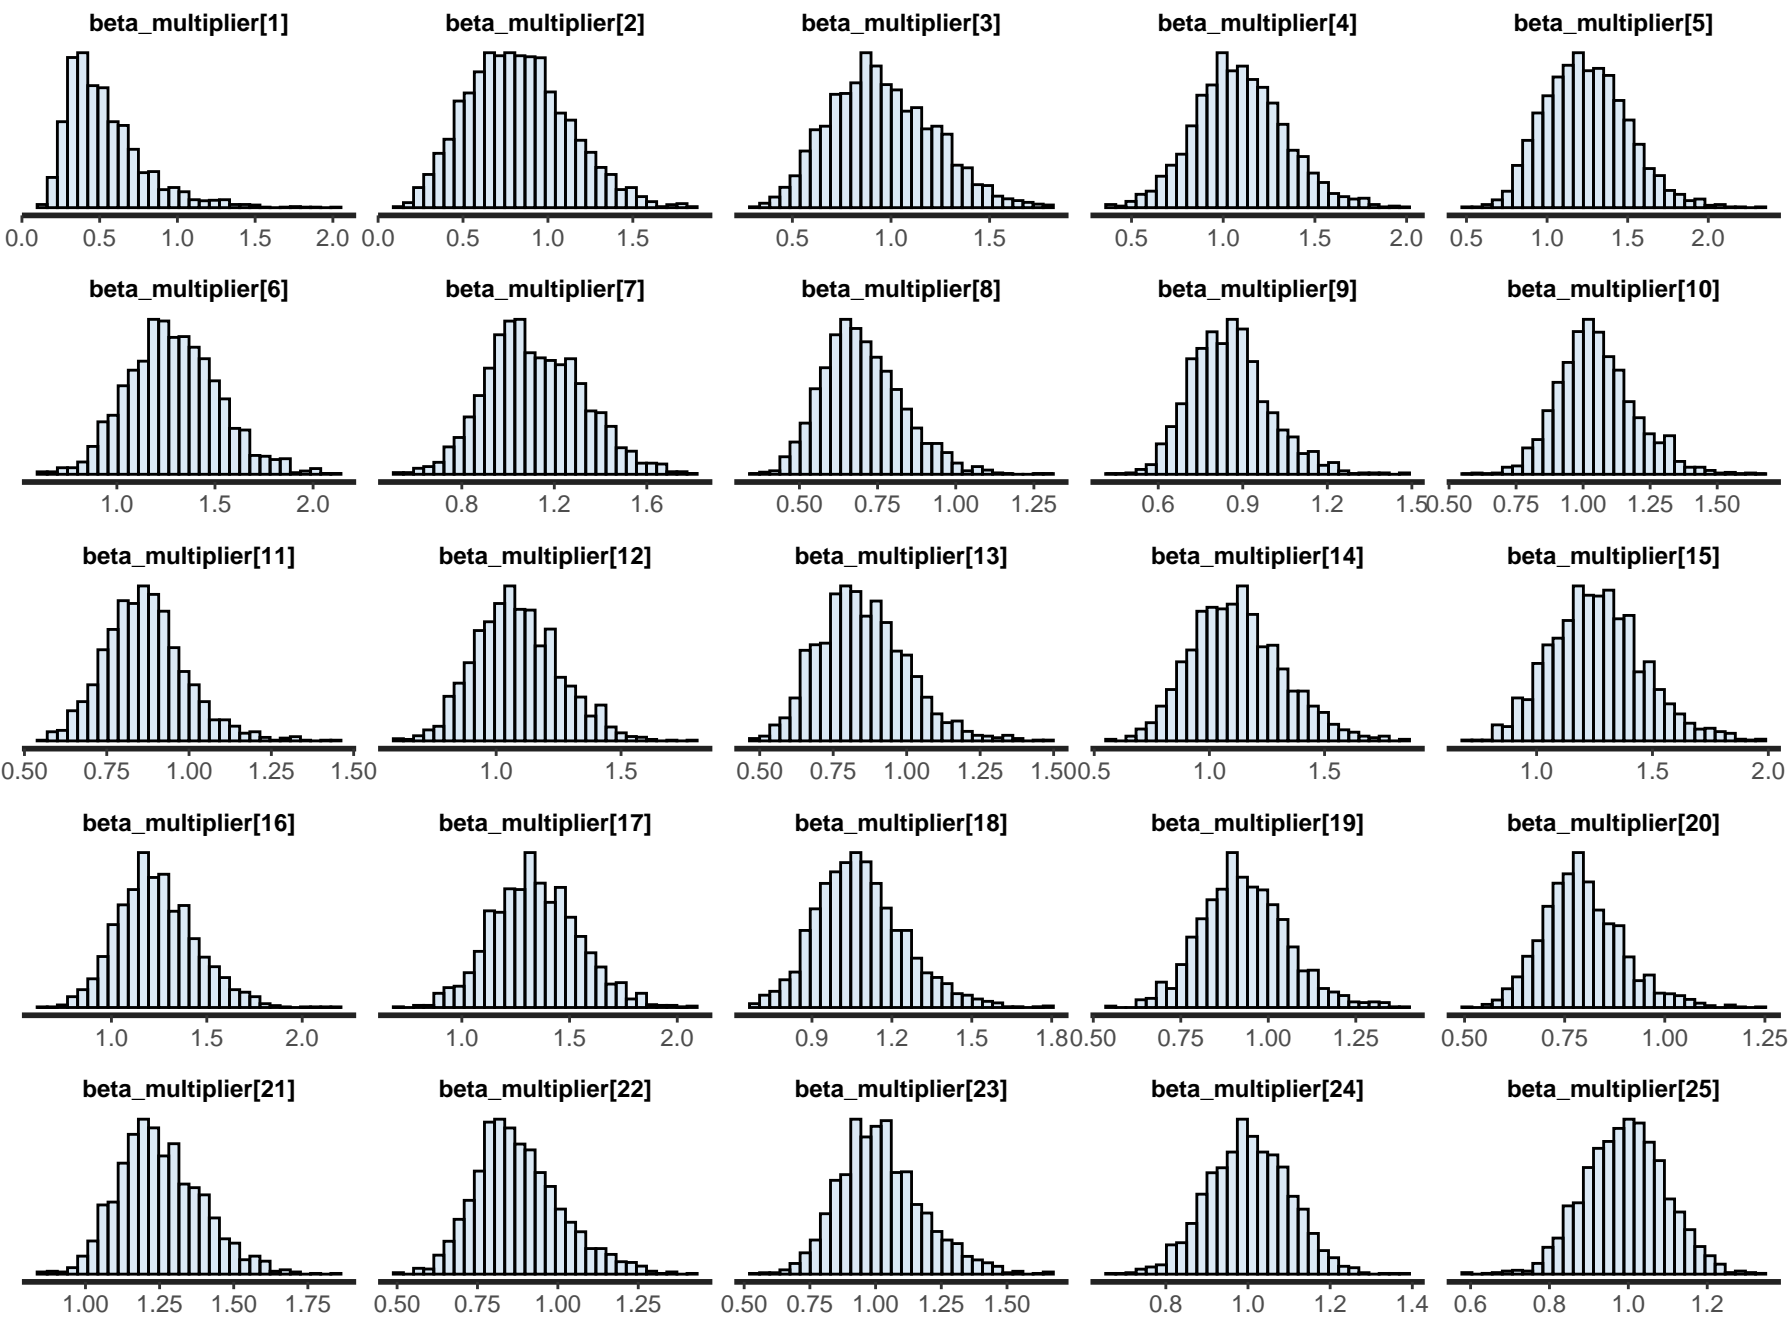 beta_multiplier[1] beta_multiplier[2] beta_multiplier[3] beta_multiplier[4] beta_multiplier[5]
0.0 0.5 1.0 1.5 2.0 0.0 0.5 1.0 1.5 0.5 1.0 1.5 0.5 1.0 1.5 2.0 0.5 1.0 1.5 2.0
beta_multiplier[6] beta_multiplier[7] beta_multiplier[8] beta_multiplier[9] beta_multiplier[10]
1.0 1.5 2.0 0.8 1.2 1.6 0.50 0.75 1.00 1.25 0.6 0.9 1.2 1.5 0.50 0.75 1.00 1.25 1.50
beta_multiplier[11] beta_multiplier[12] beta_multiplier[13] beta_multiplier[14] beta_multiplier[15]
0.50 0.75 1.00 1.25 1.50 1.0 1.5 0.50 0.75 1.00 1.25 1.50 0.5 1.0 1.5 1.0 1.5 2.0
beta_multiplier[16] beta_multiplier[17] beta_multiplier[18] beta_multiplier[19] beta_multiplier[20]
1.0 1.5 2.0 1.0 1.5 2.0 0.9 1.2 1.5 1.8 0.50 0.75 1.00 1.25 0.50 0.75 1.00 1.25
beta_multiplier[21] beta_multiplier[22] beta_multiplier[23] beta_multiplier[24] beta_multiplier[25]
1.00 1.25 1.50 1.75 0.50 0.75 1.00 1.25 0.50 0.75 1.00 1.25 1.50 0.8 1.0 1.2 1.4 0.6 0.8 1.0 1.2